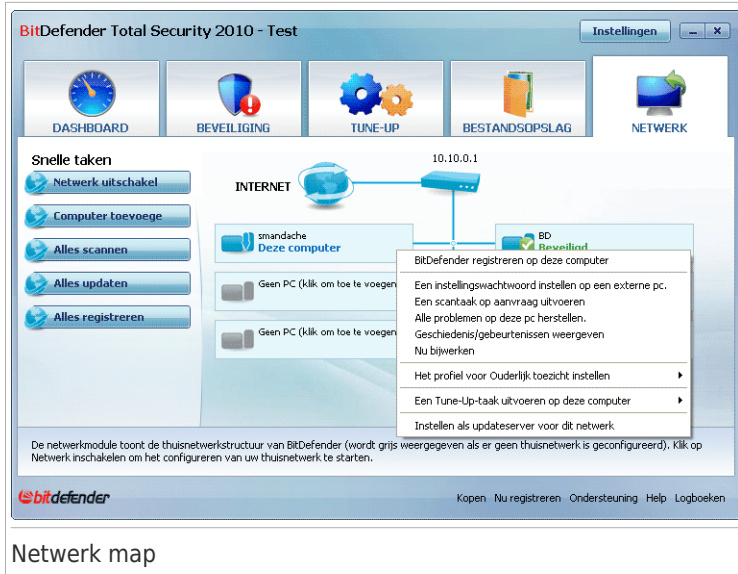 BitDefender Total Security 2010 - Test
Instellingen
DASHBOARD
BEVEILIGING
TUNE-UP
BESTANDSOPSLAG
NETWERK
Snelle taken
Netwerk uitschakel
Computer toevoege
Alles scannen
Alles updaten
Alles registreren
10.10.0.1
INTERNET
smandache
Deze computer
BD
Beveiligd
Geen PC (klik om toe te voegen
Geen PC (klik om toe te voegen
BitDefender registreren op deze computer
Een instellingswachtwoord instellen op een externe pc.
Een scantaak op aanvraag uitvoeren
Alle problemen op deze pc herstellen.
Geschiedenis/gebeurtenissen weergeven
Nu bijwerken
Het profiel voor Ouderlijk toezicht instellen
Een Tune-Up-taak uitvoeren op deze computer
Instellen als updateserver voor dit netwerk
De netwerkmodule toont de thuisnetwerkstructuur van BitDefender (wordt grijs weergegeven als er geen thuisnetwerk is geconfigureerd). Klik op
Netwerk inschakelen om het configureren van uw thuisnetwerk te starten.
bitdefender
Kopen Nu registreren Ondersteuning Help Logboeken
Netwerk map